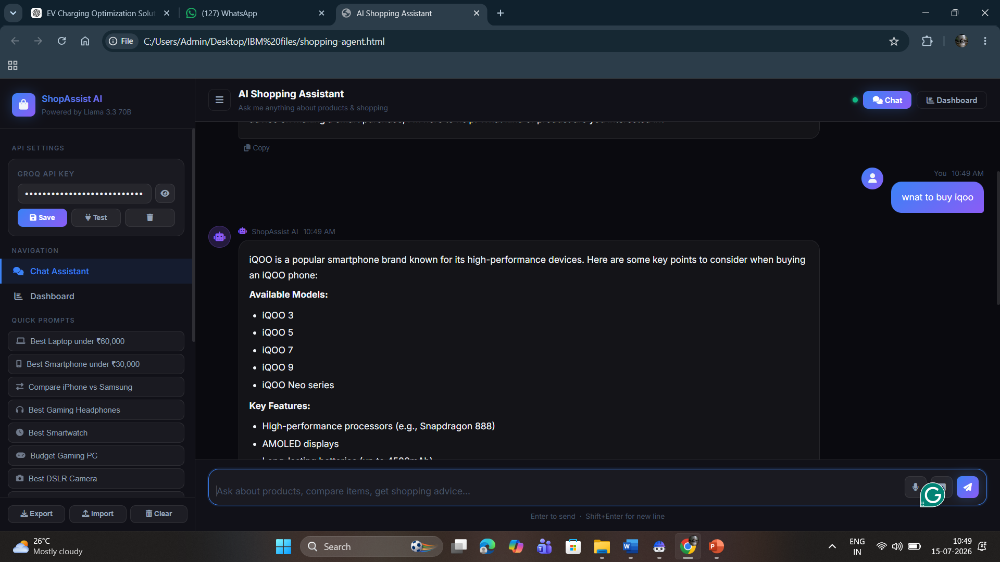 EV Charging Optimization Solut
(127) WhatsApp
AI Shopping Assistant
File
C:/Users/Admin/Desktop/IBM%20files/shopping-agent.html
ShopAssist AI
Powered by Llama 3.3 70B
API SETTINGS
GROQ API KEY
Save
Test
NAVIGATION
Chat Assistant
Dashboard
QUICK PROMPTS
Best Laptop under ₹60,000
Best Smartphone under ₹30,000
Compare iPhone vs Samsung
Best Gaming Headphones
Best Smartwatch
Budget Gaming PC
Best DSLR Camera
Export
Import
Clear
AI Shopping Assistant
Ask me anything about products & shopping
Chat
Dashboard
Copy
You 10:49 AM
wnat to buy iqoo
ShopAssist AI 10:49 AM
iQOO is a popular smartphone brand known for its high-performance devices. Here are some key points to consider when buying
an iQOO phone:
Available Models:
• iQOO 3
• iQOO 5
• iQOO 7
• iQOO 9
• iQOO Neo series
Key Features:
• High-performance processors (e.g., Snapdragon 888)
• AMOLED displays
Ask about products, compare items, get shopping advice...
Enter to send · Shift+Enter for new line
26°C
Mostly cloudy
Search
ENG
IN
10:49
15-07-2026